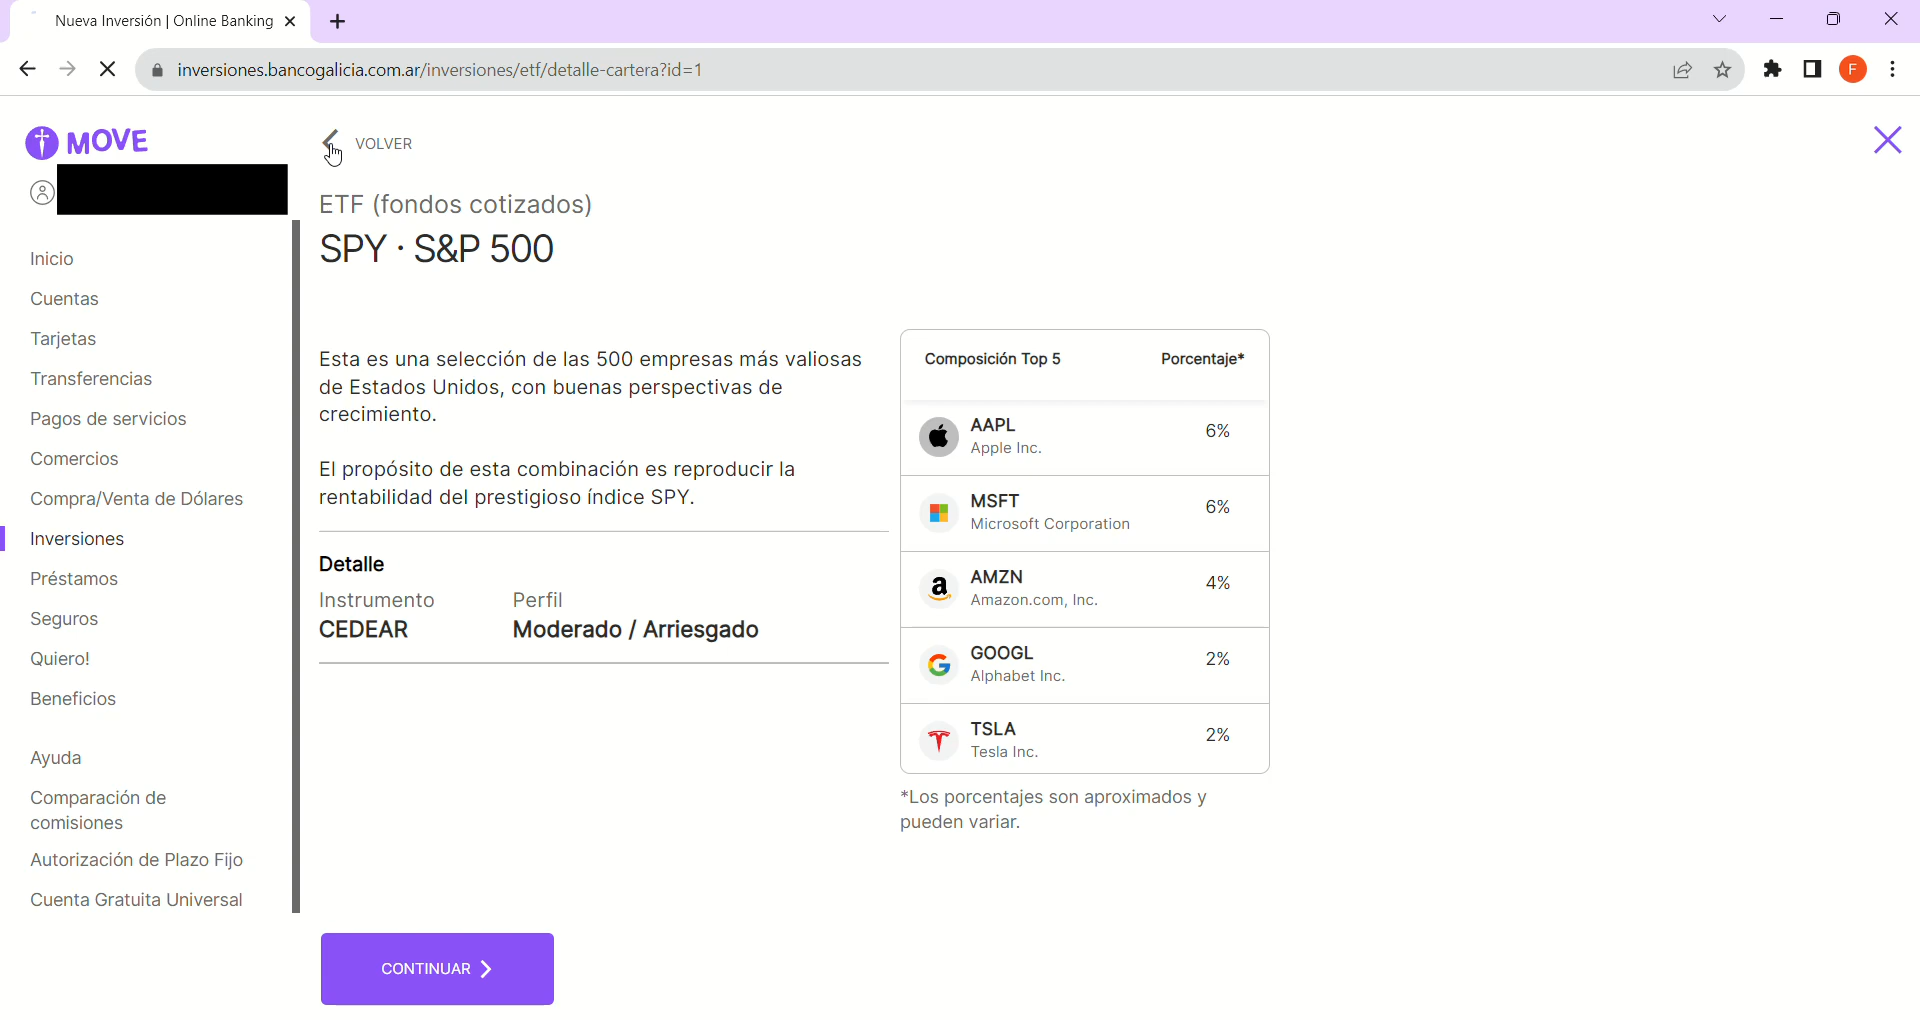 Nueva Inversión | Online Banking
inversiones.bancogalicia.com.ar/inversiones/etf/detalle-cartera?id=1
F
MOVE
VOLVER
ETF (fondos cotizados)
SPY · S&P 500
Inicio
Cuentas
Tarjetas
Transferencias
Pagos de servicios
Comercios
Compra/Venta de Dólares
Inversiones
Préstamos
Seguros
Quiero!
Beneficios
Ayuda
Comparación de
comisiones
Autorización de Plazo Fijo
Cuenta Gratuita Universal
Esta es una selección de las 500 empresas más valiosas
de Estados Unidos, con buenas perspectivas de
crecimiento.
El propósito de esta combinación es reproducir la
rentabilidad del prestigioso índice SPY.
Detalle
Instrumento Perfil
CEDEAR Moderado / Arriesgado
Composición Top 5 Porcentaje*
AAPL 6%
Apple Inc.
MSFT 6%
Microsoft Corporation
AMZN 4%
Amazon.com, Inc.
GOOGL 2%
Alphabet Inc.
TSLA 2%
Tesla Inc.
*Los porcentajes son aproximados y
pueden variar.
CONTINUAR